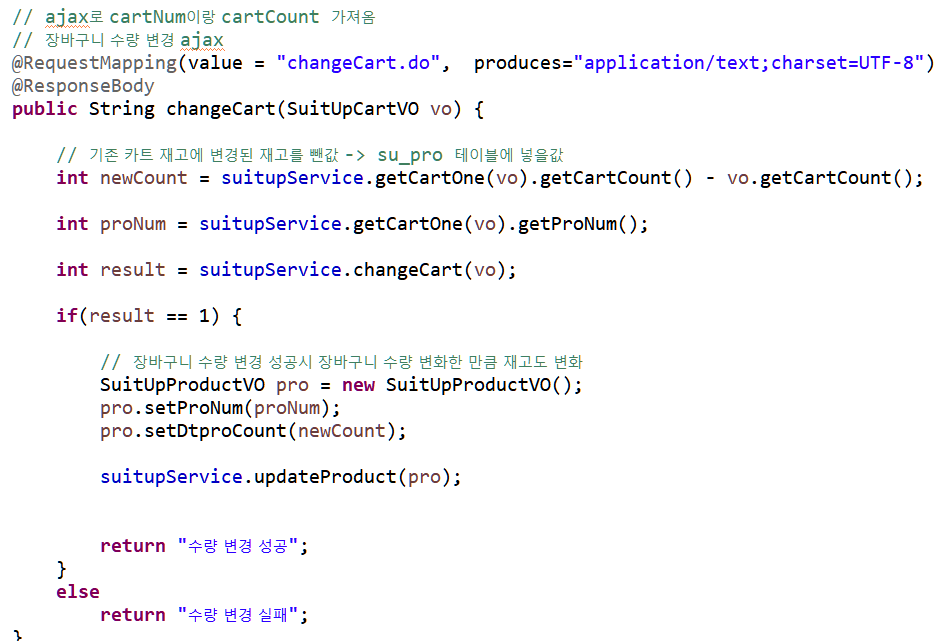 // ajax로 cartNum이랑 cartCount 가져옴
// 장바구니 수량 변경 ajax
@RequestMapping(value = "changeCart.do",  produces="application/text;charset=UTF-8")
@ResponseBody
public String changeCart(SuitUpCartVO vo) {
// 기존 카트 재고에 변경된 재고를 뺀값 -> su_pro 테이블에 넣을값
int newCount = suitupService.getCartOne(vo).getCartCount() - vo.getCartCount();
int proNum = suitupService.getCartOne(vo).getProNum();
int result = suitupService.changeCart(vo);
if(result == 1) {
// 장바구니 수량 변경 성공시 장바구니 수량 변화한 만큼 재고도 변화
SuitUpProductVO pro = new SuitUpProductVO();
pro.setProNum(proNum);
pro.setDtproCount(newCount);
suitupService.updateProduct(pro);
return "수량 변경 성공";
}
else
return "수량 변경 실패";
}